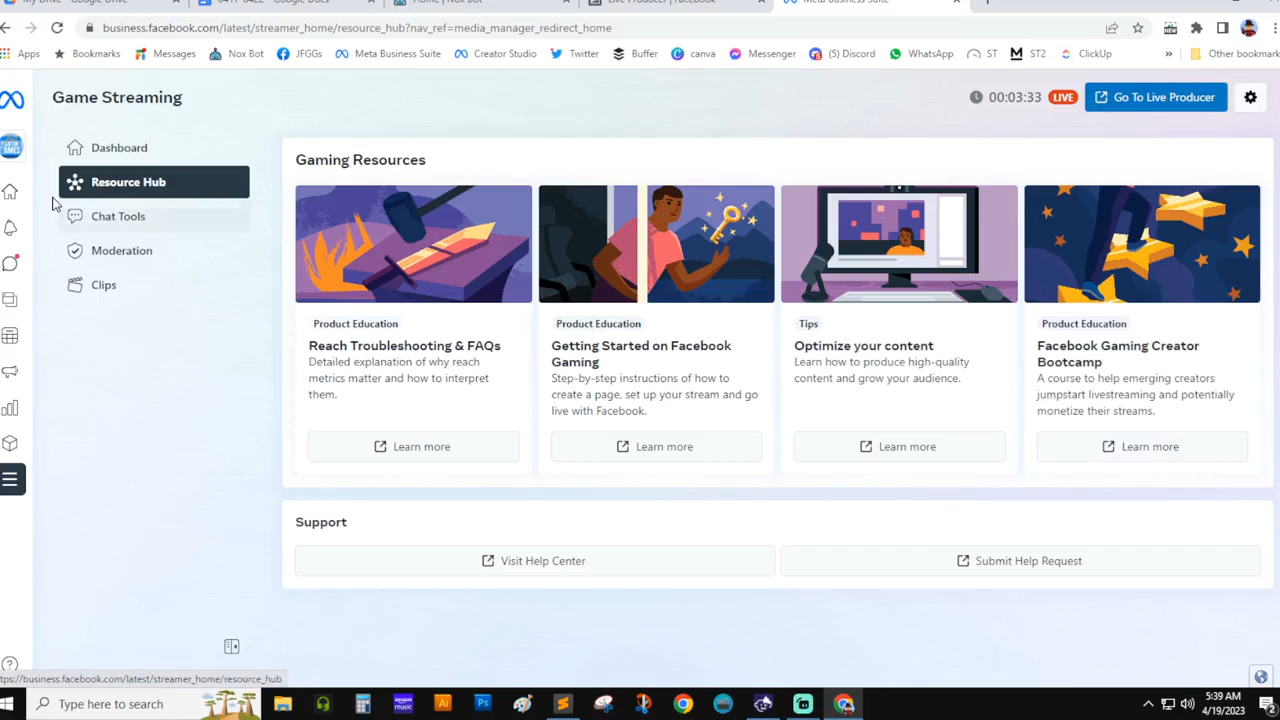 business.facebook.com/latest/streamer_home/resource_hub?nav_ref=media_manager_redirect_home
Apps Bookmarks Messages Nox Bot JFGGs Meta Business Suite Creator Studio Twitter Buffer canva Messenger (5) Discord WhatsApp ST ST2 ClickUp » Other bookmark
Game Streaming
00:03:33 LIVE Go To Live Producer
Dashboard
Resource Hub
Chat Tools
Moderation
Clips
Gaming Resources
Product Education
Reach Troubleshooting & FAQs
Detailed explanation of why reach
metrics matter and how to interpret
them.
Learn more
Product Education
Getting Started on Facebook
Gaming
Step-by-step instructions of how to
create a page, set up your stream and go
live with Facebook.
Learn more
Tips
Optimize your content
Learn how to produce high-quality
content and grow your audience.
Learn more
Product Education
Facebook Gaming Creator
Bootcamp
A course to help emerging creators
jumpstart livestreaming and potentially
monetize their streams.
Learn more
Support
Visit Help Center
Submit Help Request
ttps://business.facebook.com/latest/streamer_home/resource_hub
Type here to search
5:39 AM
4/19/2023